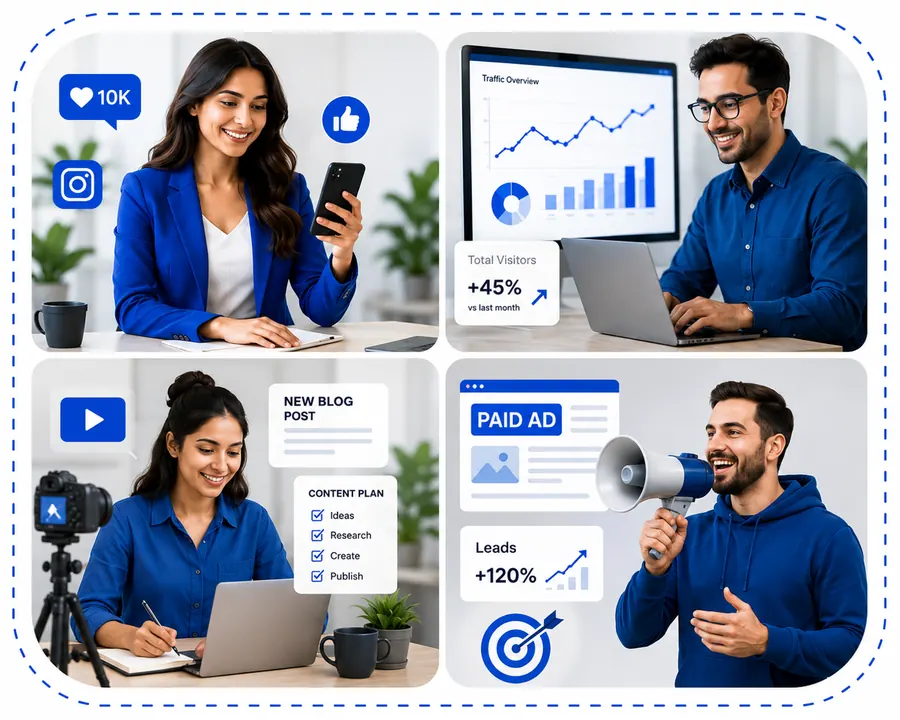 10K
Traffic Overview
Total Visitors
+45%
vs last month
NEW BLOG
POST
CONTENT PLAN
Ideas
Research
Create
Publish
PAID AD
Leads
+120%